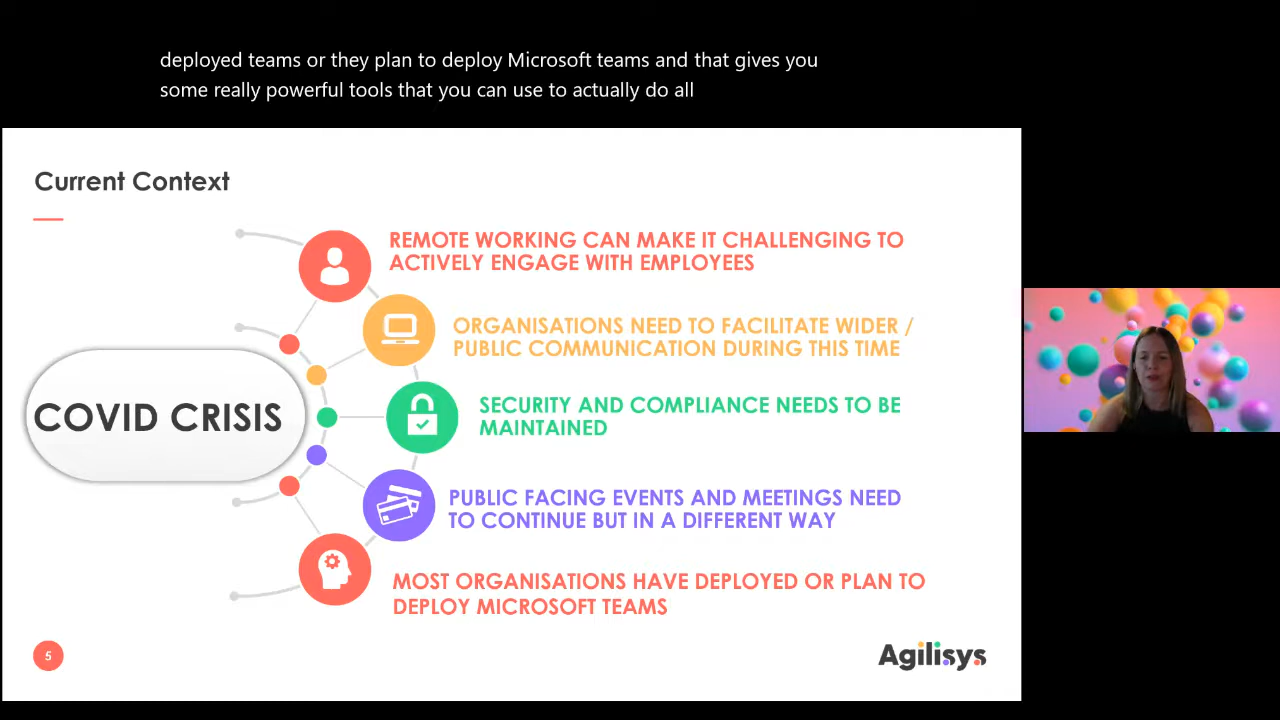 deployed teams or they plan to deploy Microsoft teams and that gives you
some really powerful tools that you can use to actually do all
Current Context
REMOTE WORKING CAN MAKE IT CHALLENGING TO
ACTIVELY ENGAGE WITH EMPLOYEES
ORGANISATIONS NEED TO FACILITATE WIDER /
PUBLIC COMMUNICATION DURING THIS TIME
COVID CRISIS
SECURITY AND COMPLIANCE NEEDS TO BE
MAINTAINED
PUBLIC FACING EVENTS AND MEETINGS NEED
TO CONTINUE BUT IN A DIFFERENT WAY
MOST ORGANISATIONS HAVE DEPLOYED OR PLAN TO
DEPLOY MICROSOFT TEAMS
5
Agilisys